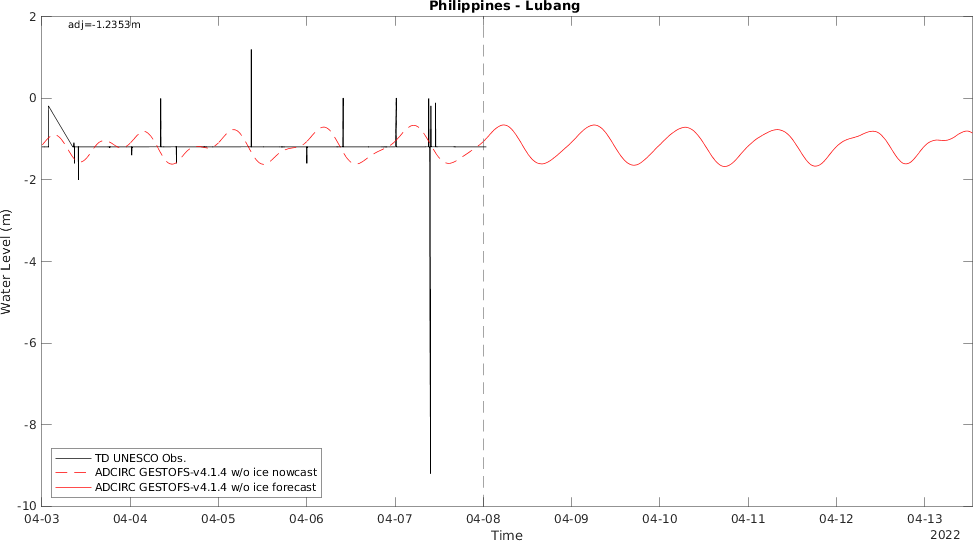 Philippines - Lubang
adj=-1.2353m
2
0
-2
-4
-6
-8
-10
Water Level (m)
TD UNESCO Obs.
ADCIRC GESTOFS-v4.1.4 w/o ice nowcast
ADCIRC GESTOFS-v4.1.4 w/o ice forecast
04-03 04-04 04-05 04-06 04-07 04-08 04-09 04-10 04-11 04-12 04-13
Time
2022